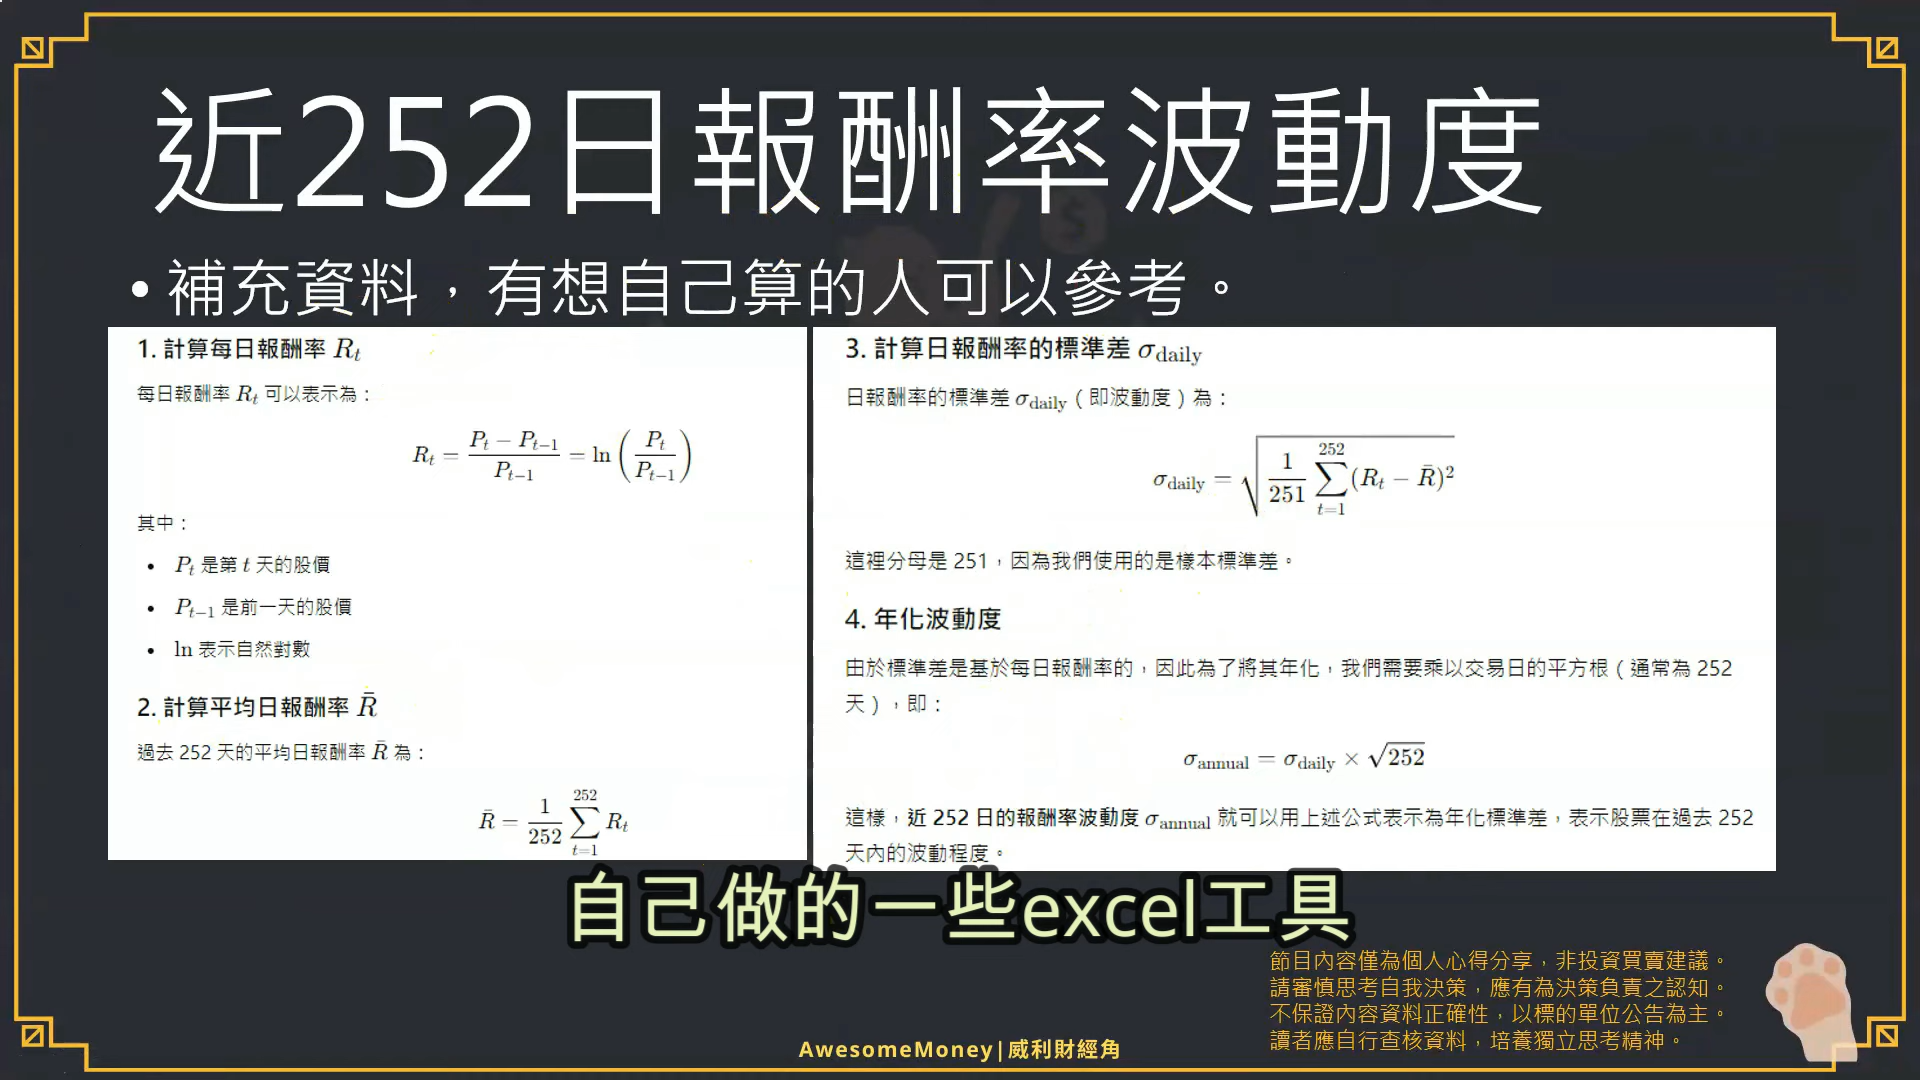 近252日報酬率波動度
• 補充資料，有想自己算的人可以參考。
1. 計算每日報酬率 Rₜ
每日報酬率 Rₜ 可以表示為：
Rₜ = (Pₜ − Pₜ₋₁) / Pₜ₋₁ = ln (Pₜ / Pₜ₋₁)
其中：
• Pₜ 是第 t 天的股價
• Pₜ₋₁ 是前一天的股價
• ln 表示自然對數
2. 計算平均日報酬率 R̄
過去 252 天的平均日報酬率 R̄ 為：
R̄ = 1/252 ∑_{t=1}^{252} Rₜ
3. 計算日報酬率的標準差 σ_daily
日報酬率的標準差 σ_daily（即波動度）為：
σ_daily = √(1/251 ∑_{t=1}^{252} (Rₜ − R̄)²)
這裡分母是 251，因為我們使用的是樣本標準差。
4. 年化波動度
由於標準差是基於每日報酬率的，因此為了將其年化，我們需要乘以交易日的平方根（通常為 252
天），即：
σ_annual = σ_daily × √252
這樣，近 252 日的報酬率波動度 σ_annual 就可以用上述公式表示為年化標準差，表示股票在過去 252
天內的波動程度。
自己做的一些excel工具
節目內容僅為個人心得分享，非投資買賣建議。
請審慎思考自我決策，應有為決策負責之認知。
不保證內容資料正確性，以標的單位公告為主。
讀者應自行查核資料，培養獨立思考精神。
AwesomeMoney|威利財經角